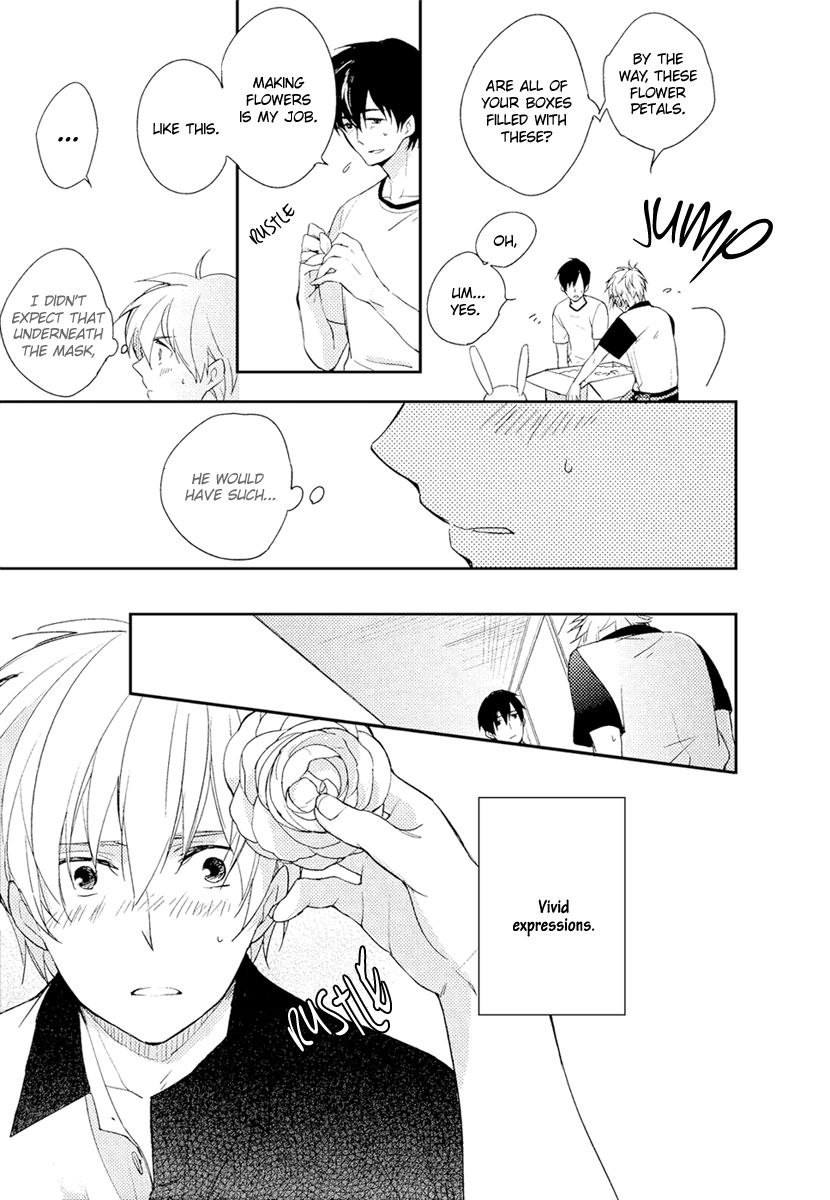 BY THE
WAY, THESE
FLOWER
PETALS.
ARE ALL OF
YOUR BOXES
FILLED WITH
THESE?
JUMP
OH,
UM...
YES.
MAKING
FLOWERS
IS MY JOB.
LIKE THIS.
RUSTLE
...
I DIDN'T
EXPECT THAT
UNDERNEATH
THE MASK,
HE WOULD
HAVE SUCH...
Vivid
expressions.
RUSTLE